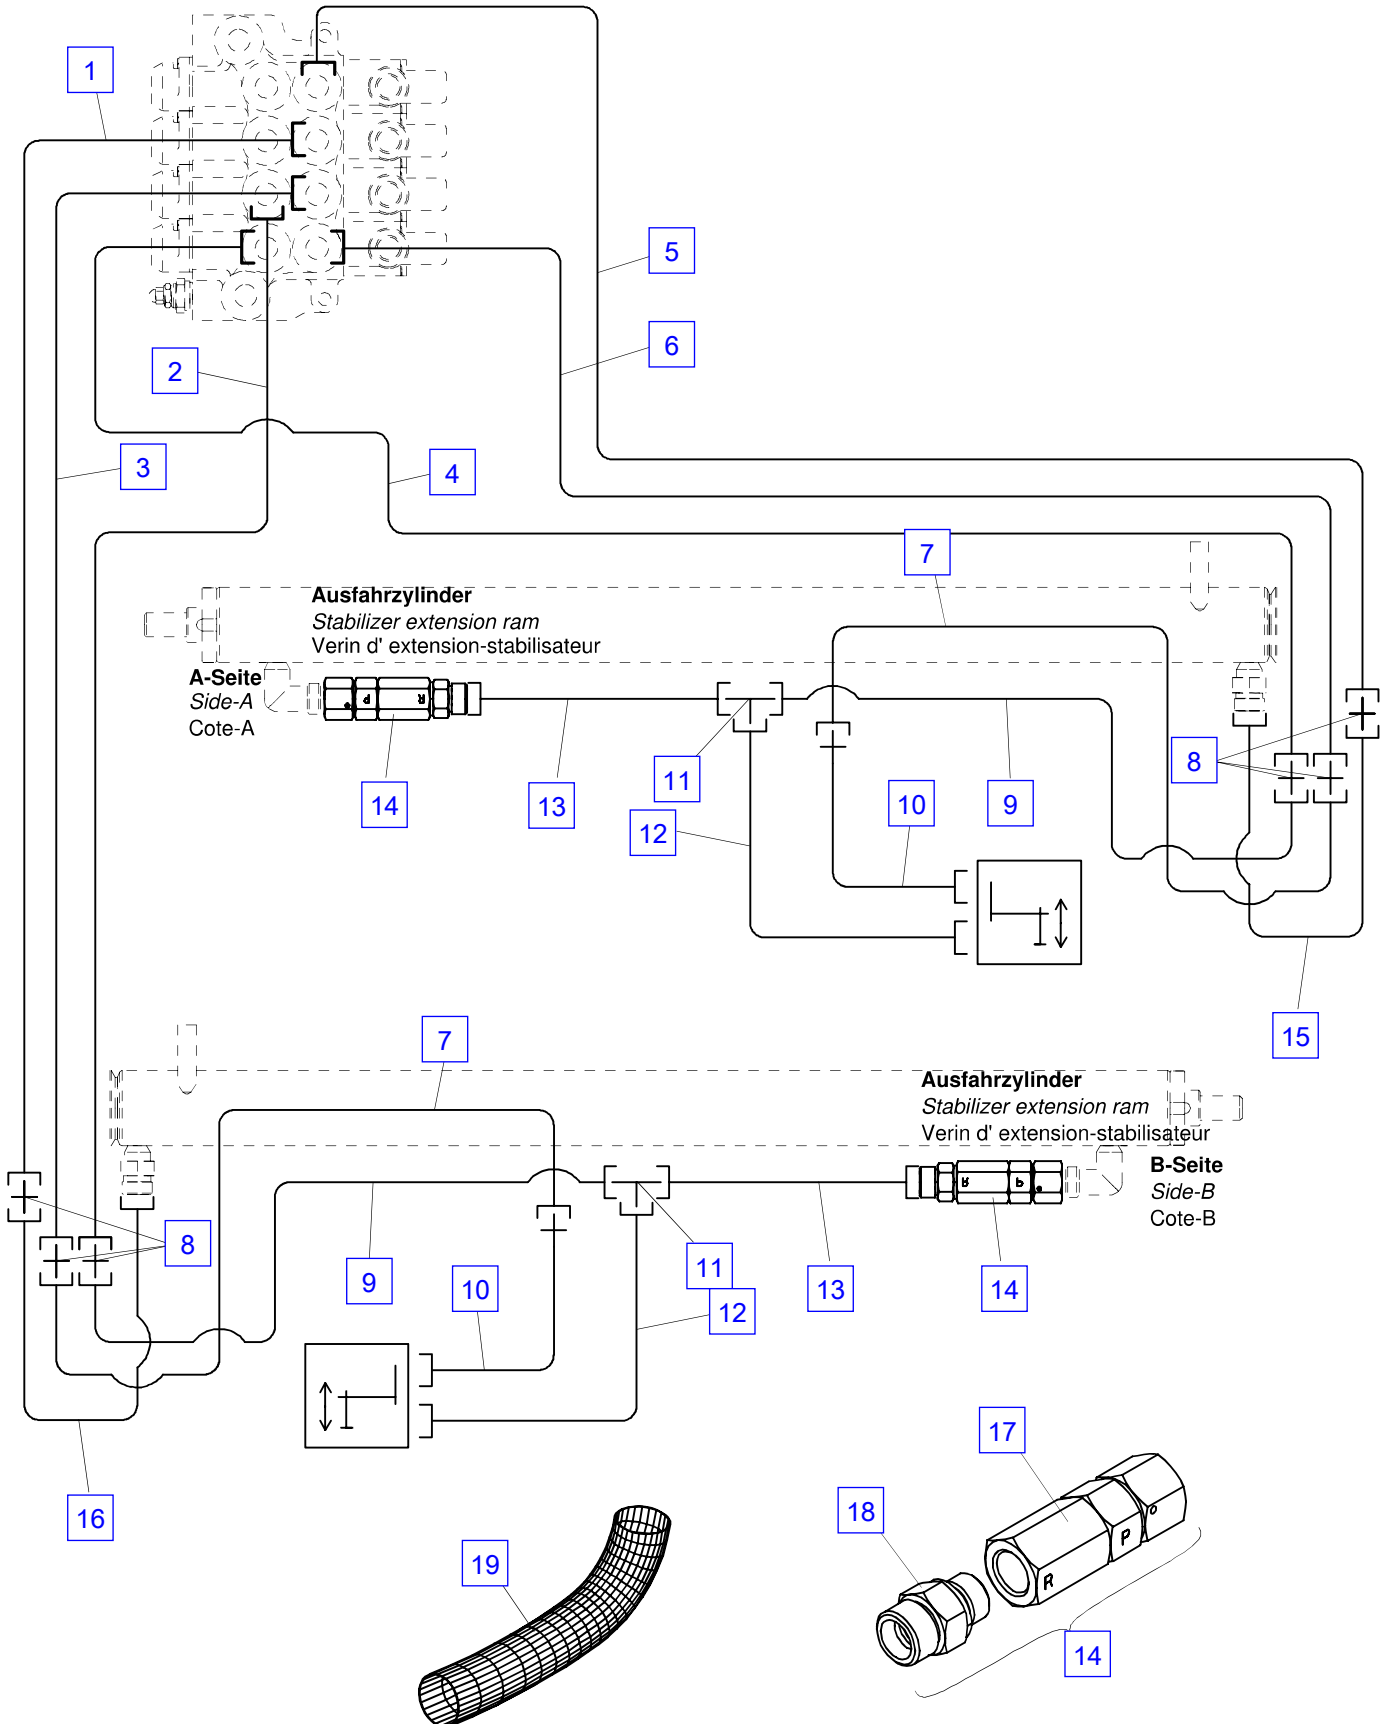 1
5
6
2
3
4
7
Ausfahrzylinder
Stabilizer extension ram
Verin d' extension-stabilisateur
A-Seite
Side-A
Cote-A
P
R
8
11
14
13
10
9
12
15
7
Ausfahrzylinder
Stabilizer extension ram
Verin d' extension-stabilisateur
B-Seite
Side-B
Cote-B
R
P
8
9
10
11
13
14
12
17
16
18
19
P
R
14